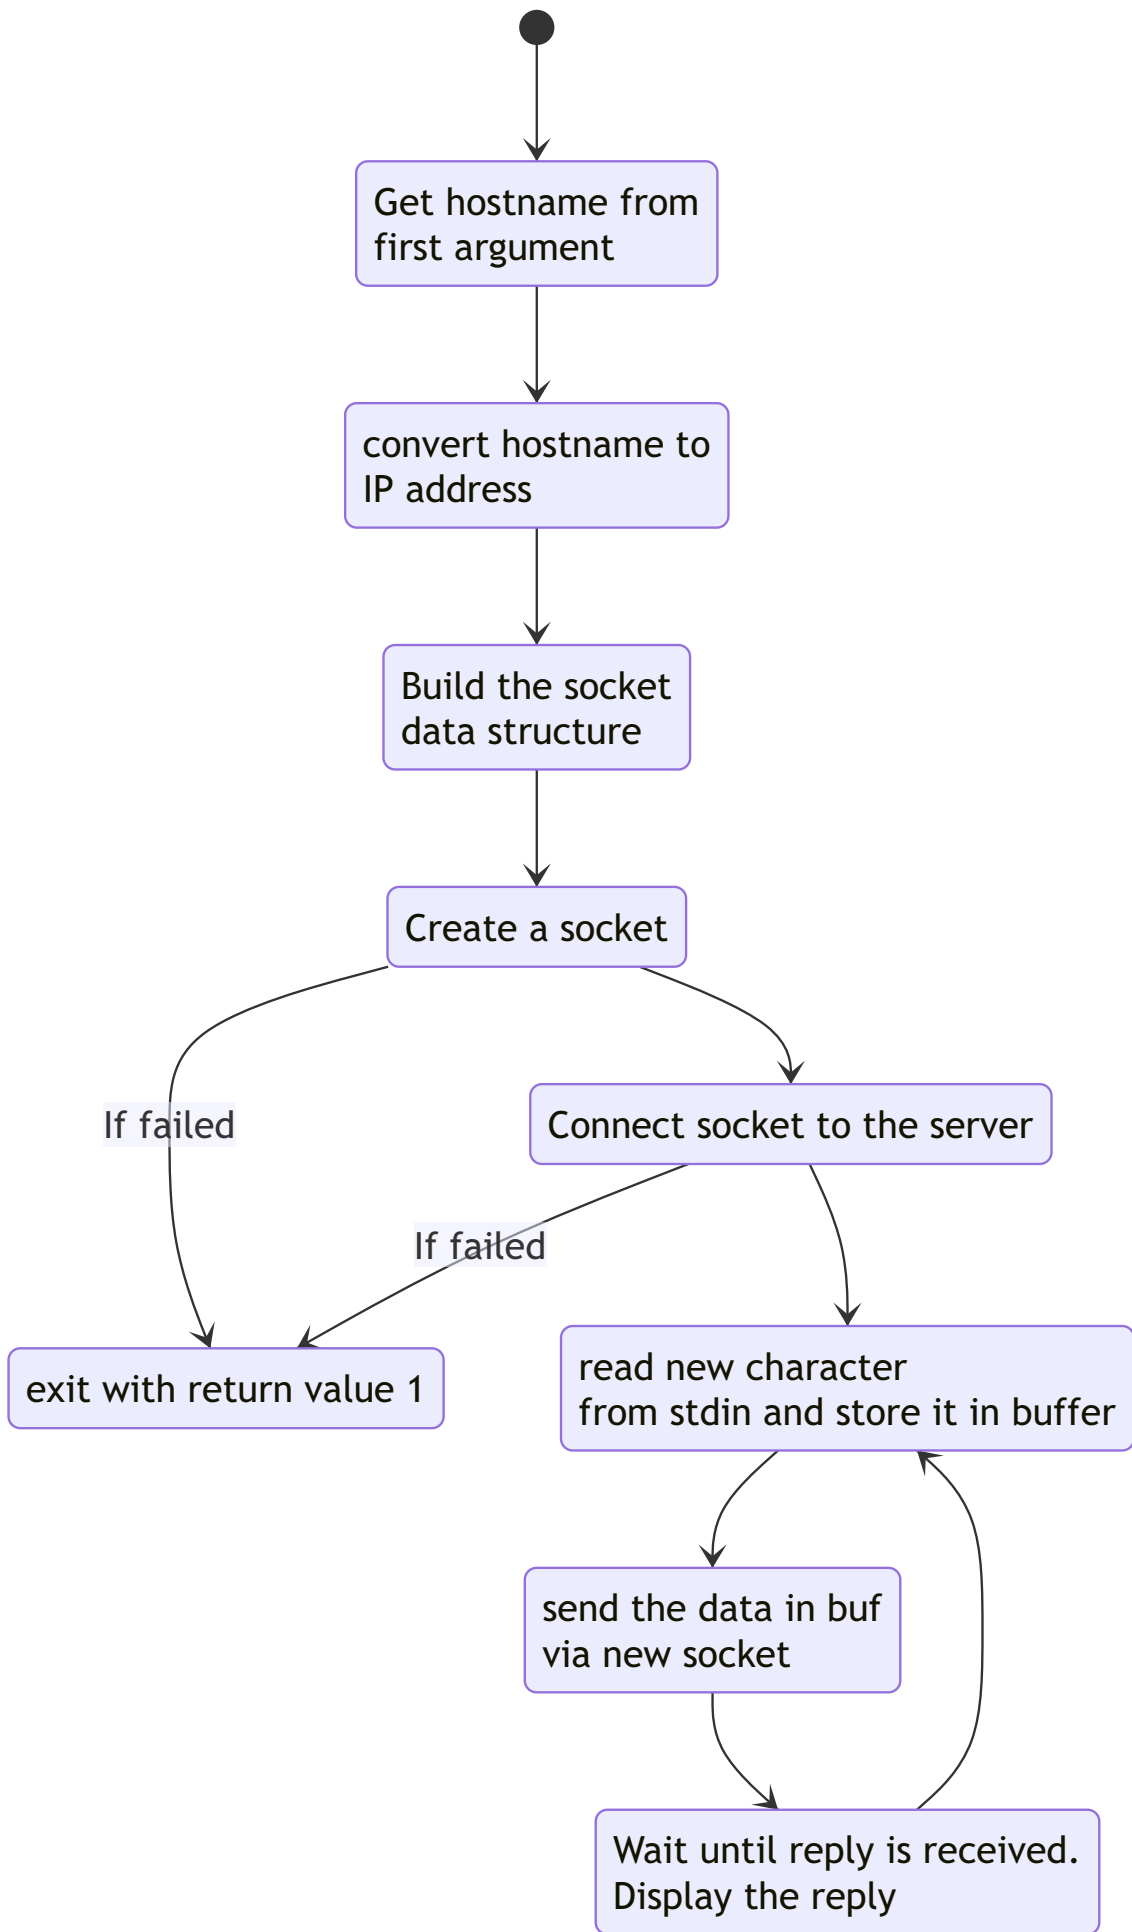 Get hostname from
first argument
convert hostname to
IP address
Build the socket
data structure
Create a socket
If failed
Connect socket to the server
If failed
exit with return value 1
read new character
from stdin and store it in buffer
send the data in buf
via new socket
Wait until reply is received.
Display the reply